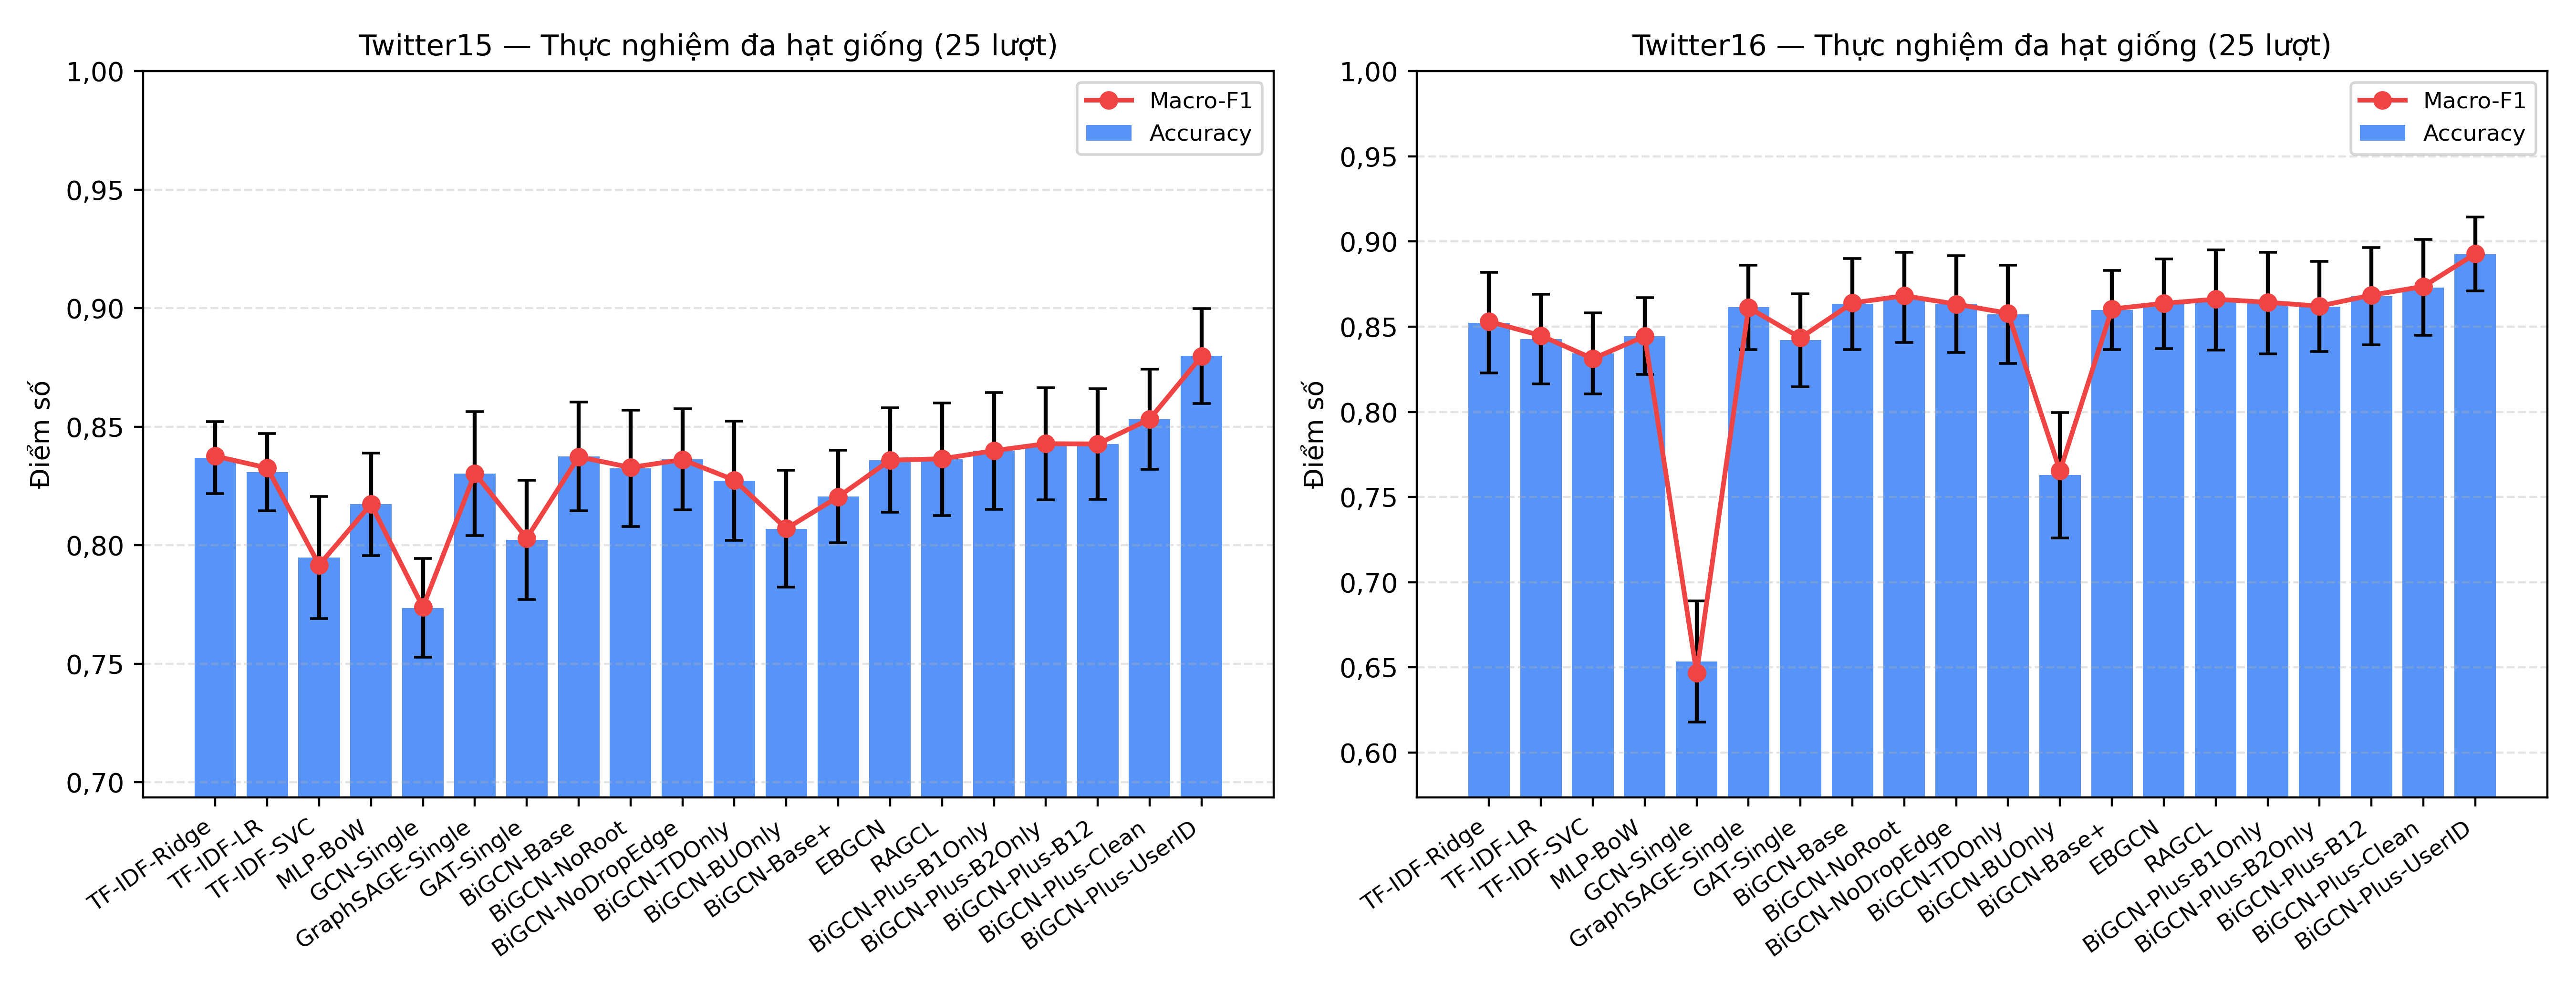 Twitter15 — Thực nghiệm đa hạt giống (25 lượt)
Macro-F1
Accuracy
Điểm số
1,00
0,95
0,90
0,85
0,80
0,75
0,70
TF-IDF-Ridge
TF-IDF-LR
TF-IDF-SVC
MLP-BoW
GCN-Single
GraphSAGE-Single
GAT-Single
BiGCN-Base
BiGCN-NoRoot
BiGCN-NoDropEdge
BiGCN-TDOnly
BiGCN-BUOnly
BiGCN-Base+
EBGCN
RAGCL
BiGCN-Plus-B1Only
BiGCN-Plus-B2Only
BiGCN-Plus-B12
BiGCN-Plus-Clean
BiGCN-Plus-UserID
Twitter16 — Thực nghiệm đa hạt giống (25 lượt)
Macro-F1
Accuracy
Điểm số
1,00
0,95
0,90
0,85
0,80
0,75
0,70
0,65
0,60
TF-IDF-Ridge
TF-IDF-LR
TF-IDF-SVC
MLP-BoW
GCN-Single
GraphSAGE-Single
GAT-Single
BiGCN-Base
BiGCN-NoRoot
BiGCN-NoDropEdge
BiGCN-TDOnly
BiGCN-BUOnly
BiGCN-Base+
EBGCN
RAGCL
BiGCN-Plus-B1Only
BiGCN-Plus-B2Only
BiGCN-Plus-B12
BiGCN-Plus-Clean
BiGCN-Plus-UserID